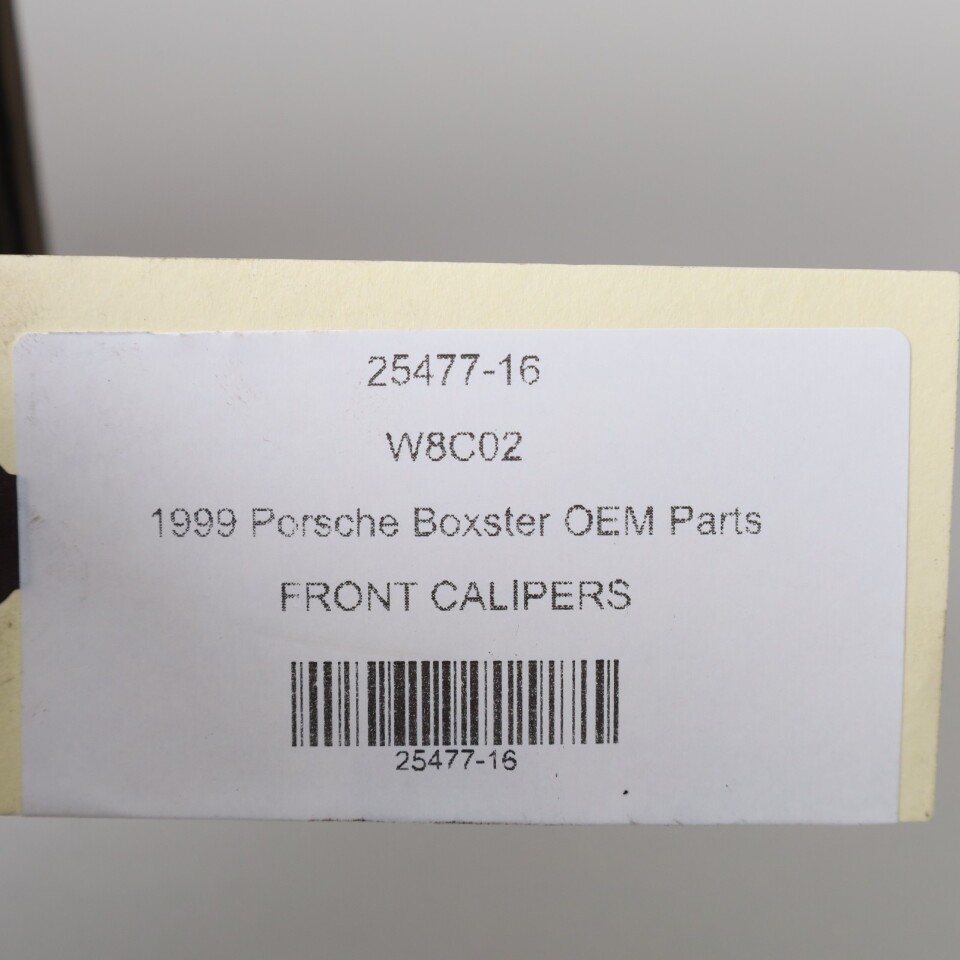 25477-16
W8C02
1999 Porsche Boxster OEM Parts
FRONT CALIPERS
25477-16